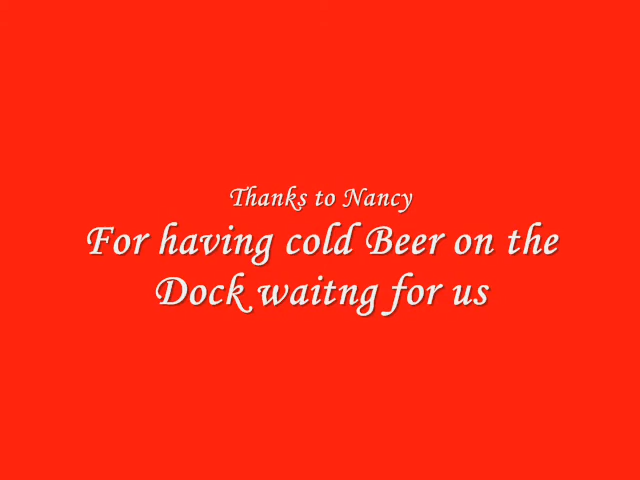 Thanks to Nancy
For having cold Beer on the
Dock waitng for us